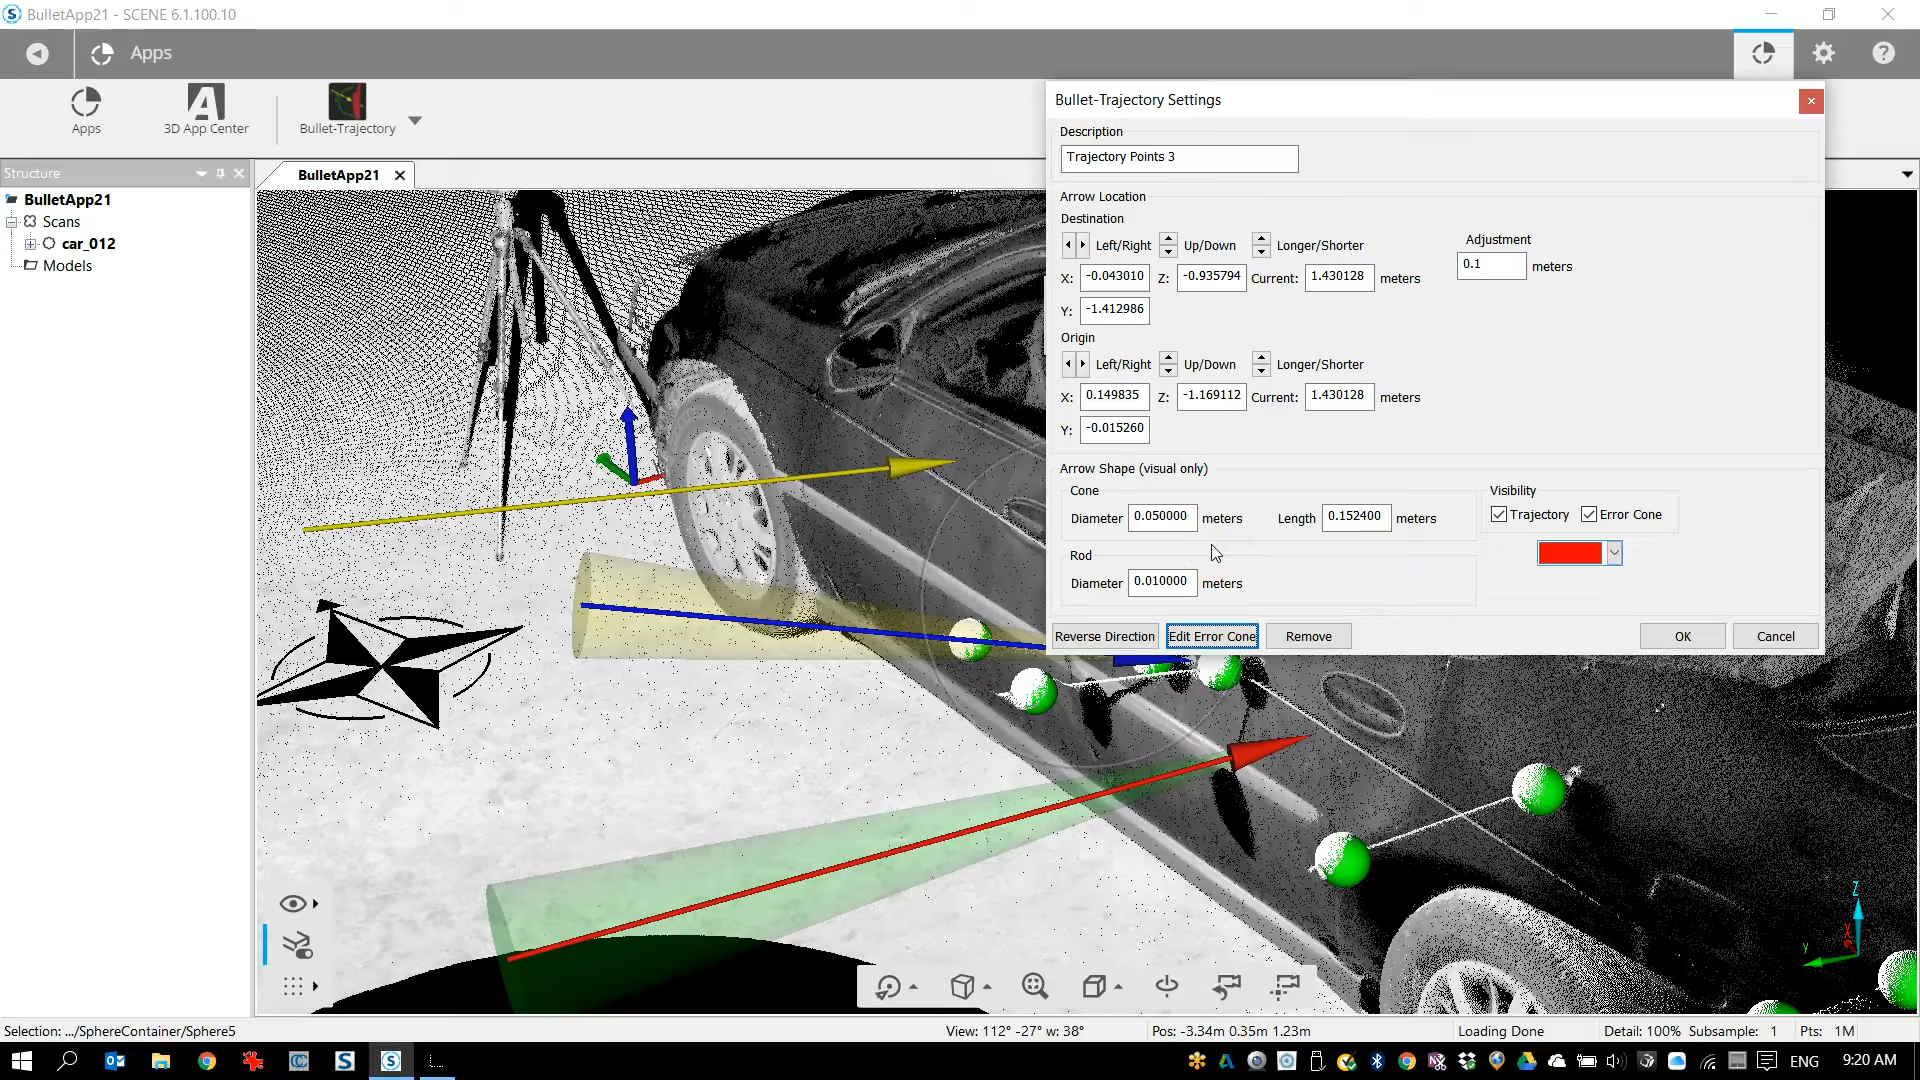 BulletApp21 - SCENE 6.1.100.10
Apps
Apps
3D App Center
Bullet-Trajectory
Structure
BulletApp21
Scans
car_012
Models
BulletApp21
Bullet-Trajectory Settings
Description
Trajectory Points 3
Arrow Location
Destination
Left/Right Up/Down Longer/Shorter
Adjustment
0.1 meters
X: -0.043010 Z: -0.935794 Current: 1.430128 meters
Y: -1.412986
Origin
Left/Right Up/Down Longer/Shorter
X: 0.149835 Z: -1.169112 Current: 1.430128 meters
Y: -0.015260
Arrow Shape (visual only)
Cone
Diameter 0.050000 meters Length 0.152400 meters
Visibility
Trajectory Error Cone
Rod
Diameter 0.010000 meters
Reverse Direction Edit Error Cone Remove OK Cancel
Z
X
y
Selection: .../SphereContainer/Sphere5
View: 112° -27° w: 38°
Pos: -3.34m 0.35m 1.23m
Loading Done
Detail: 100% Subsample: 1 Pts: 1M
ENG
9:20 AM